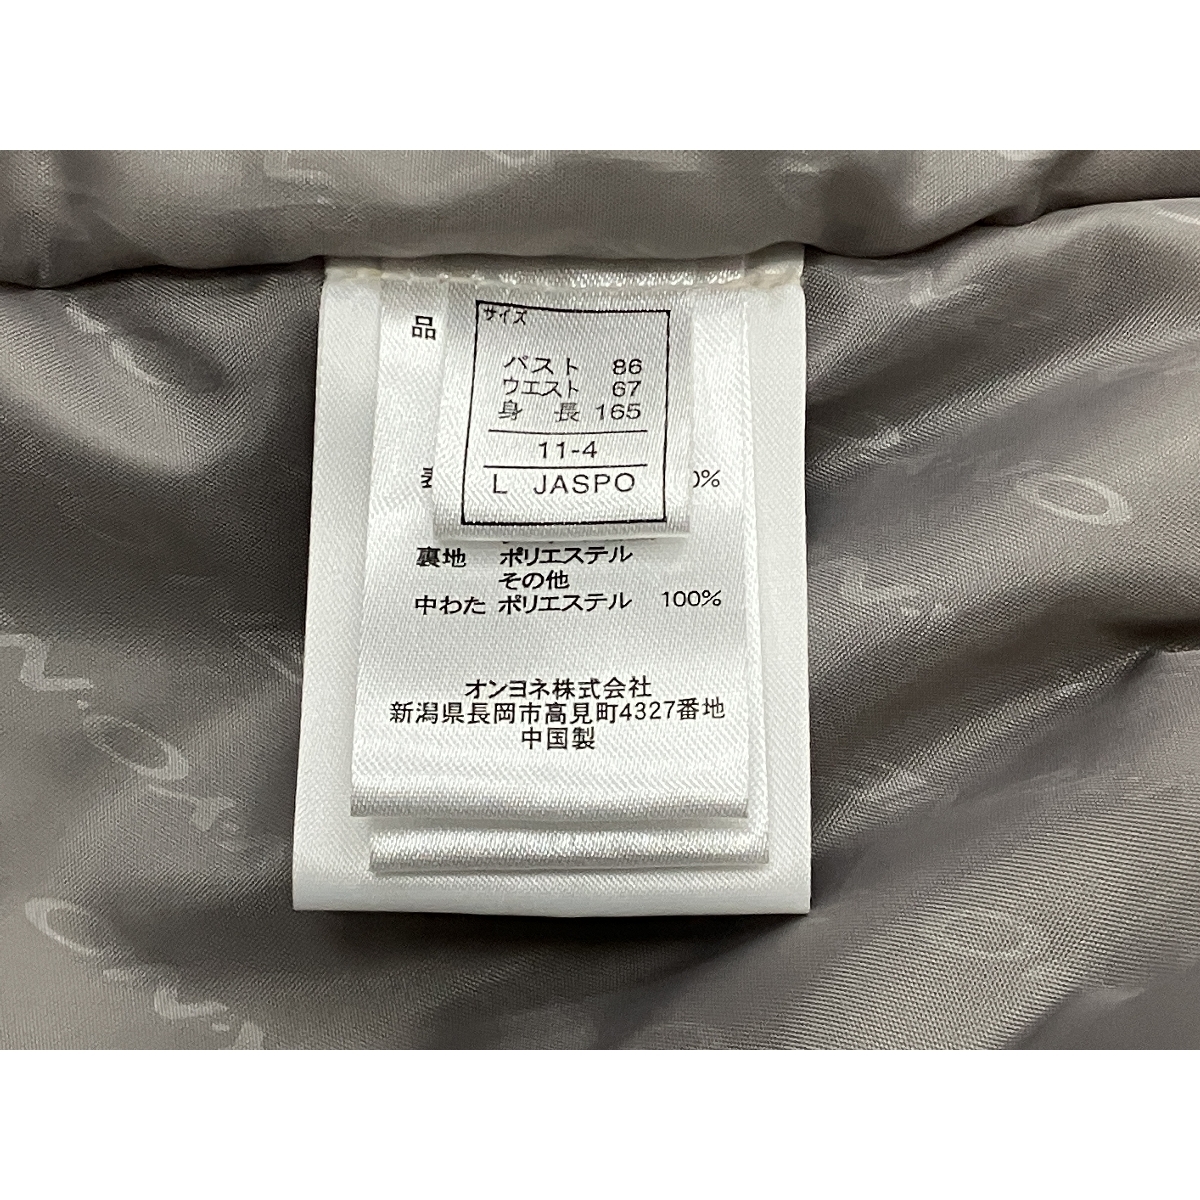 サイズ
バスト 86
ウエスト 67
身長 165
11-4
L JASPO
品
0%
裏地 ポリエステル
その他
中わた ポリエステル 100%
オンヨネ株式会社
新潟県長岡市高見町4327番地
中国製